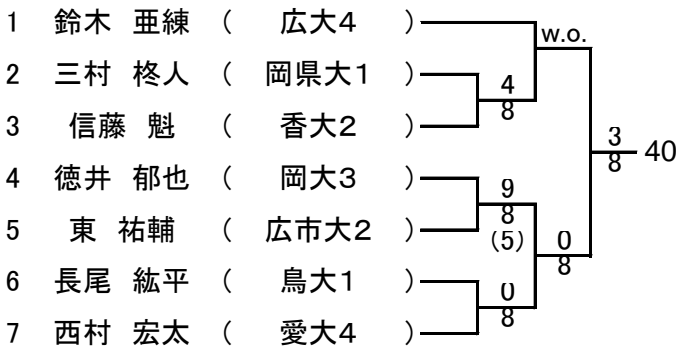 1 鈴木 亜練 ( 広大4 )
w.o.
2 三村 柊人 ( 岡県大1 )
4
8
3 信藤 魁 ( 香大2 )
3
8
40
4 徳井 郁也 ( 岡大3 )
9
8
(5)
5 東 祐輔 ( 広市大2 )
0
8
6 長尾 紘平 ( 鳥大1 )
0
8
7 西村 宏太 ( 愛大4 )